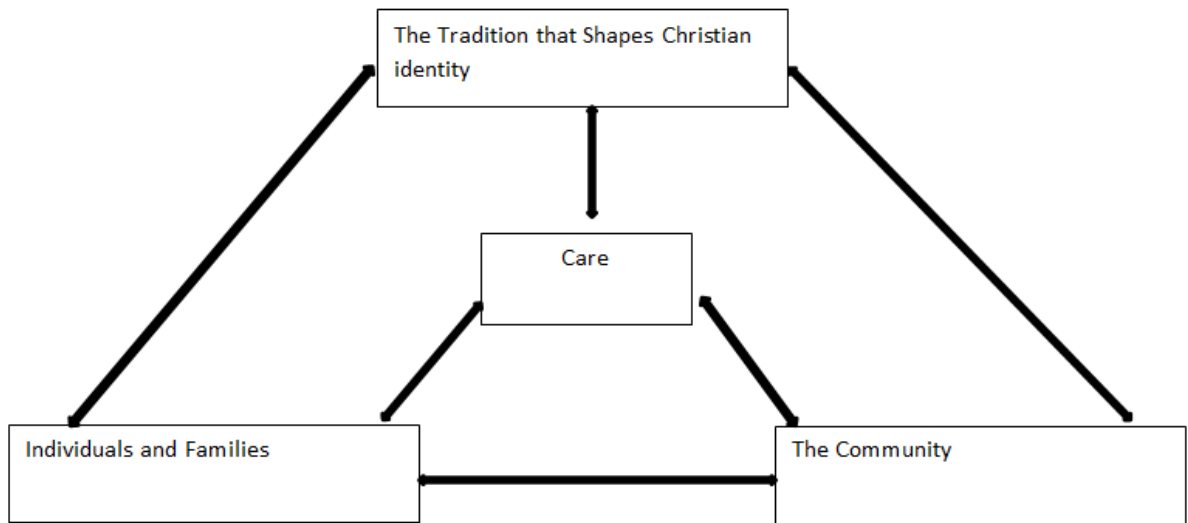 The Tradition that Shapes Christian
identity
Care
Individuals and Families
The Community